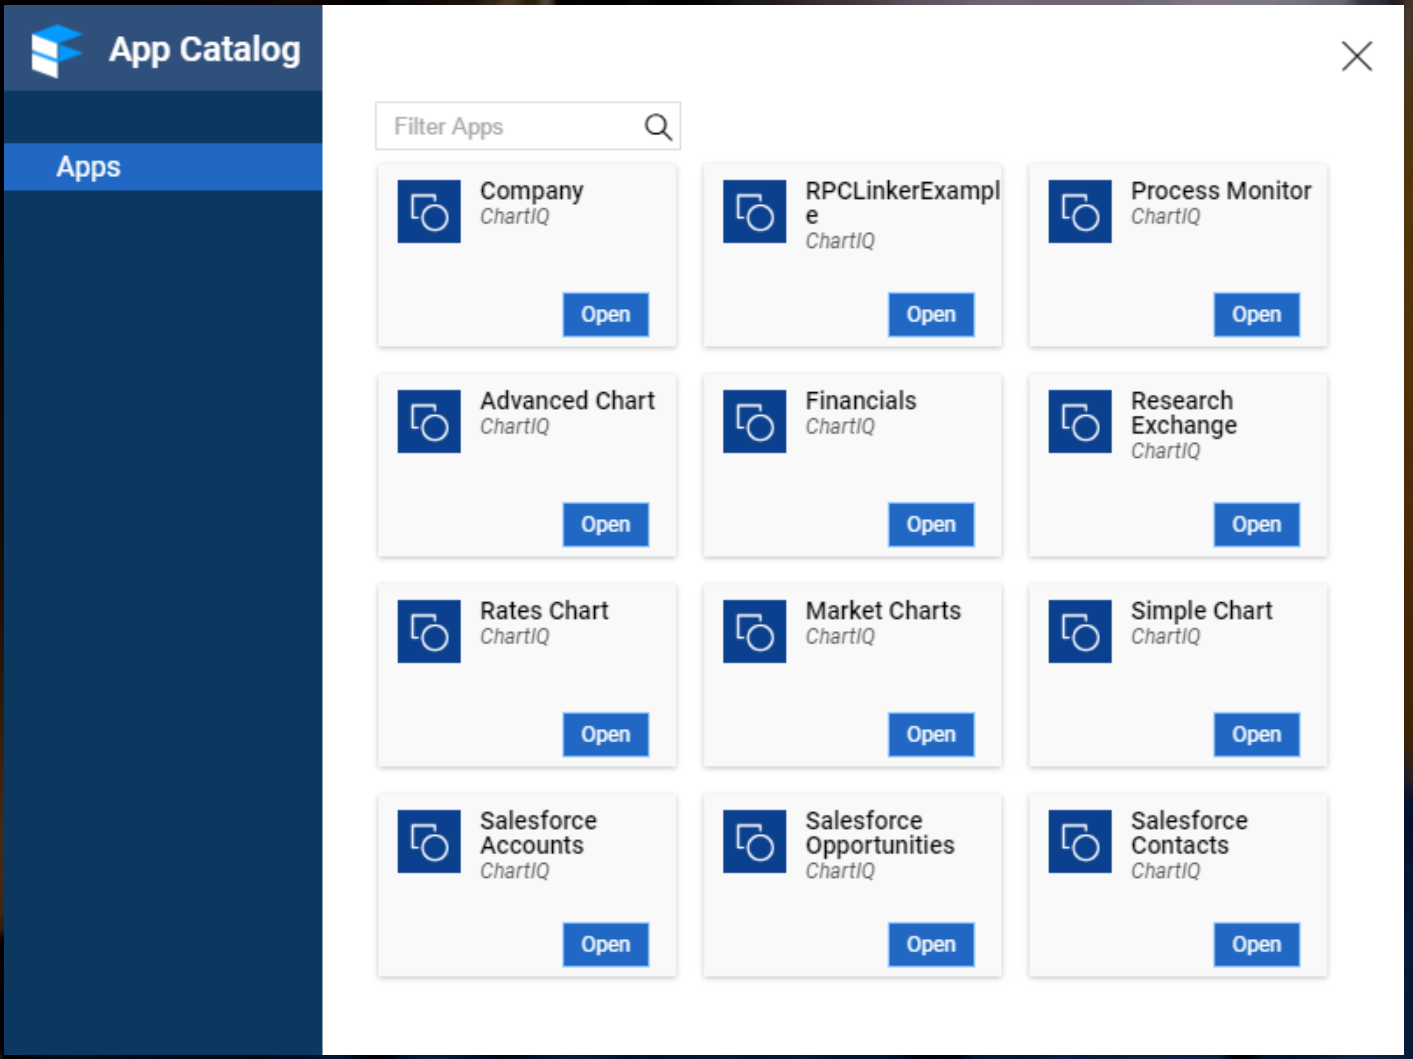 App Catalog
Apps
Filter Apps
Company
ChartIQ
Open
RPCLinkerExampl
e
ChartIQ
Open
Process Monitor
ChartIQ
Open
Advanced Chart
ChartIQ
Open
Financials
ChartIQ
Open
Research
Exchange
ChartIQ
Open
Rates Chart
ChartIQ
Open
Market Charts
ChartIQ
Open
Simple Chart
ChartIQ
Open
Salesforce
Accounts
ChartIQ
Open
Salesforce
Opportunities
ChartIQ
Open
Salesforce
Contacts
ChartIQ
Open